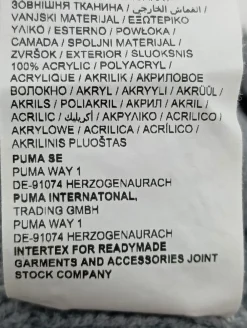 ЗОВНІШНЯ ТКАНИНА / القماش الخارجي /
VANJSKI MATERIJAL / ΕΞΩΤΕΡΙΚΟ
ΥΛΙΚΟ / ESTERNO / POWŁOKA /
CAMADA / SPOLJNI MATERIJAL /
ZVRŠOK / EXTERIOR / SLUOKSNIS
100% ACRYLIC / POLYACRYL /
ACRYLIQUE / AKRILIK / АКРИЛОВОЕ
ВОЛОКНО / AKRYL / AKRYYLI / AKRÜÜL /
AKRILS / POLIAKRIL / АКРИЛ / AKRIL /
ACRILIC / أكريليك / ΑΚΡΥΛΙΚΟ / ACRILICO /
AKRYLOWE / ACRILICA / ACRÍLICO /
AKRILINIS PLUOŠTAS
PUMA SE
PUMA WAY 1
DE-91074 HERZOGENAURACH
PUMA INTERNATONAL,
TRADING GMBH
PUMA WAY 1
DE-91074 HERZOGENAURACH
INTERTEX FOR READYMADE
GARMENTS AND ACCESSORIES JOINT
STOCK COMPANY